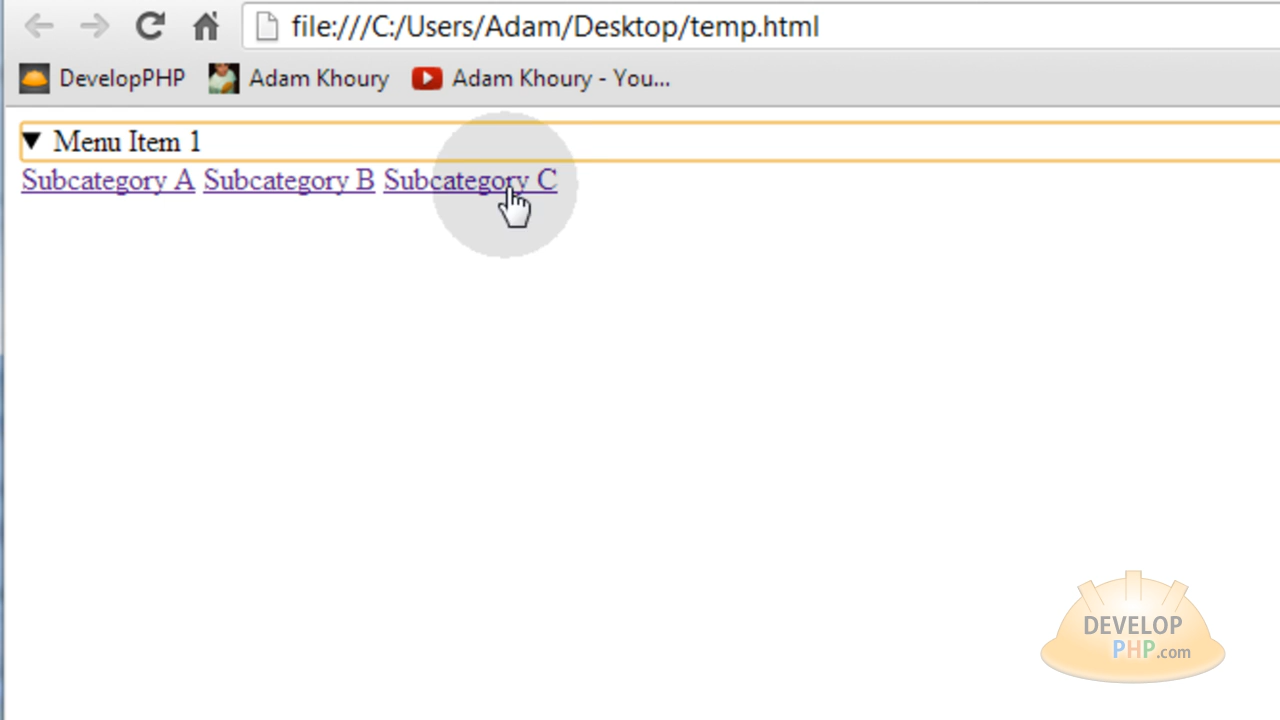 file:///C:/Users/Adam/Desktop/temp.html
DevelopPHP Adam Khoury Adam Khoury - You...
▼ Menu Item 1
Subcategory A Subcategory B Subcategory C
DEVELOP
PHP.com